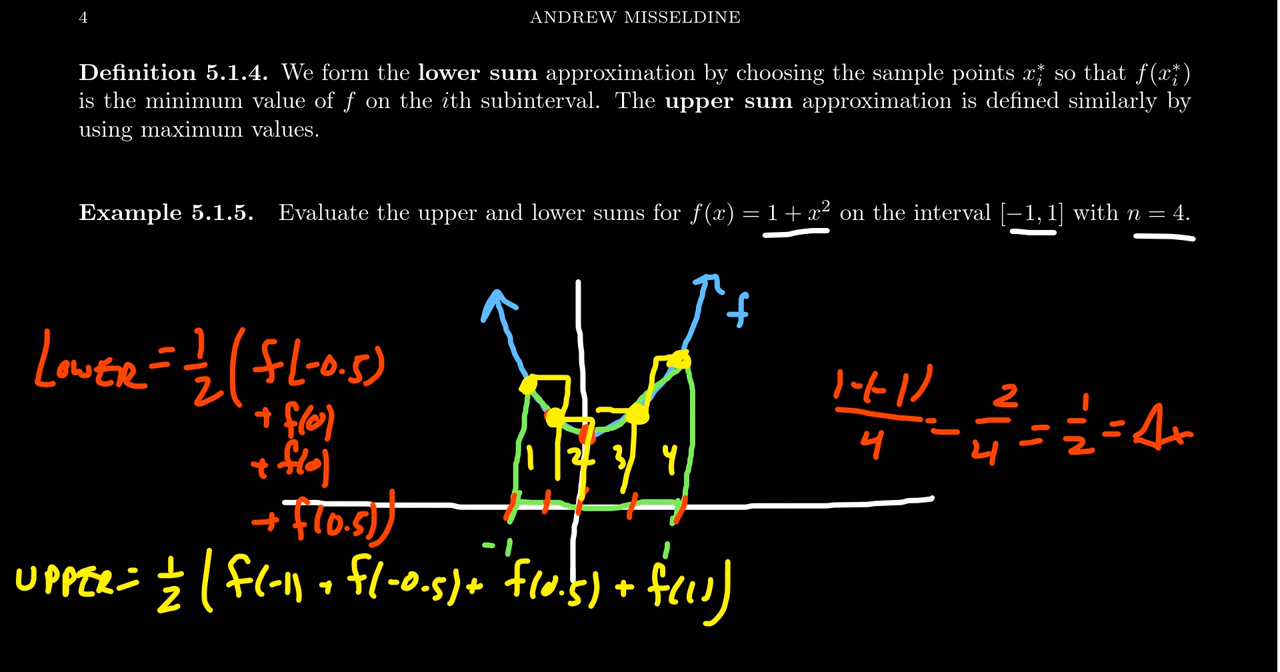 4 ANDREW MISSELDINE
Definition 5.1.4. We form the lower sum approximation by choosing the sample points x_i^* so that f(x_i^*)
is the minimum value of f on the ith subinterval. The upper sum approximation is defined similarly by
using maximum values.
Example 5.1.5. Evaluate the upper and lower sums for f(x) = 1 + x² on the interval [−1, 1] with n = 4.
f
LOWER = 1/2 ( f(-0.5)
+ f(0)
+ f(0)
+ f(0.5))
1 2 3 4
-1 1
1-(-1)/4 = 2/4 = 1/2 = Δx
UPPER = 1/2 ( f(-1) + f(-0.5) + f(0.5) + f(1))